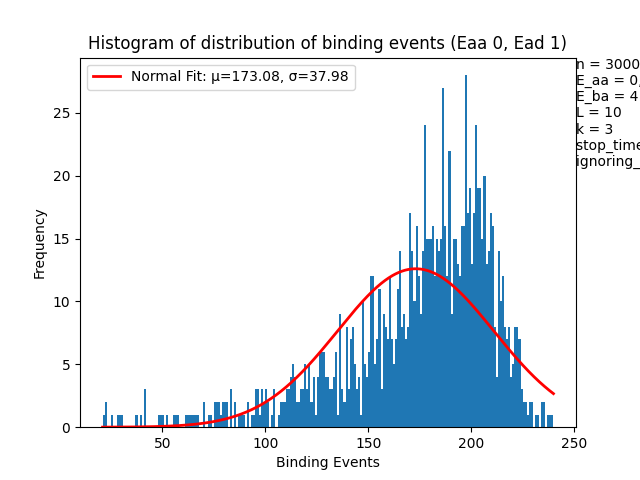 Histogram of distribution of binding events (Eaa 0, Ead 1)
Normal Fit: μ=173.08, σ=37.98
n = 3000
E_aa = 0,
E_ba = 4
L = 10
k = 3
stop_time
ignoring_
Frequency
25
20
15
10
5
0
50
100
150
200
250
Binding Events